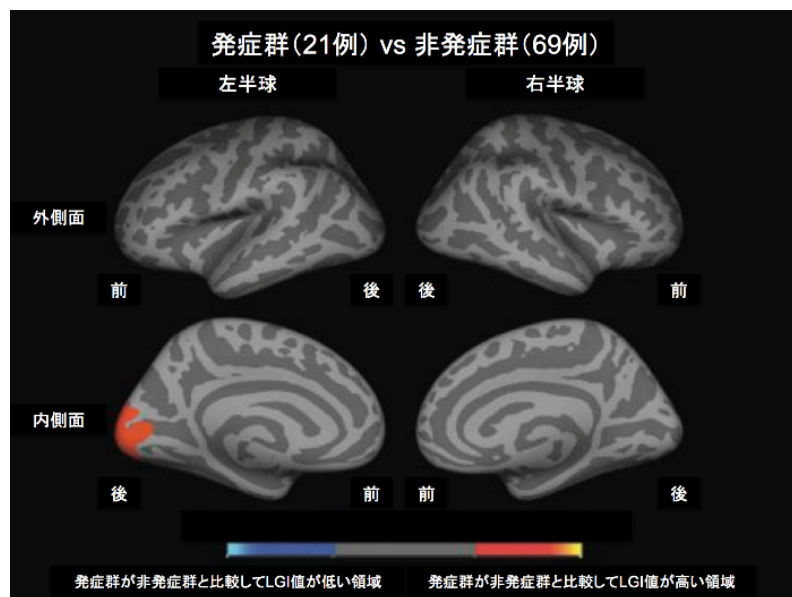 発症群（21例） vs 非発症群（69例）
左半球
右半球
外側面
前
後
後
前
内側面
後
前
前
後
発症群が非発症群と比較してLGI値が低い領域
発症群が非発症群と比較してLGI値が高い領域